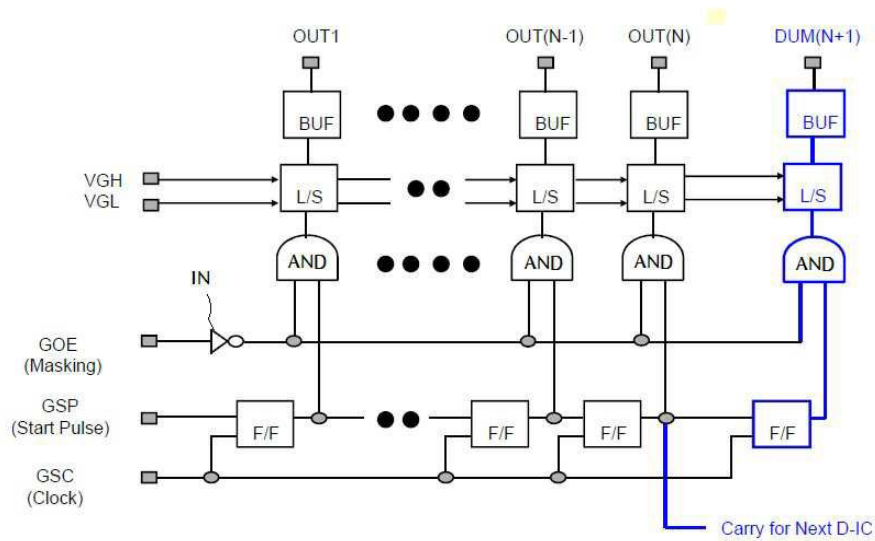 OUT1 OUT(N-1) OUT(N) DUM(N+1)
BUF BUF BUF BUF
VGH
VGL
L/S L/S L/S L/S
AND AND AND AND
IN
GOE
(Masking)
GSP
(Start Pulse)
F/F F/F F/F F/F
GSC
(Clock)
Carry for Next D-IC